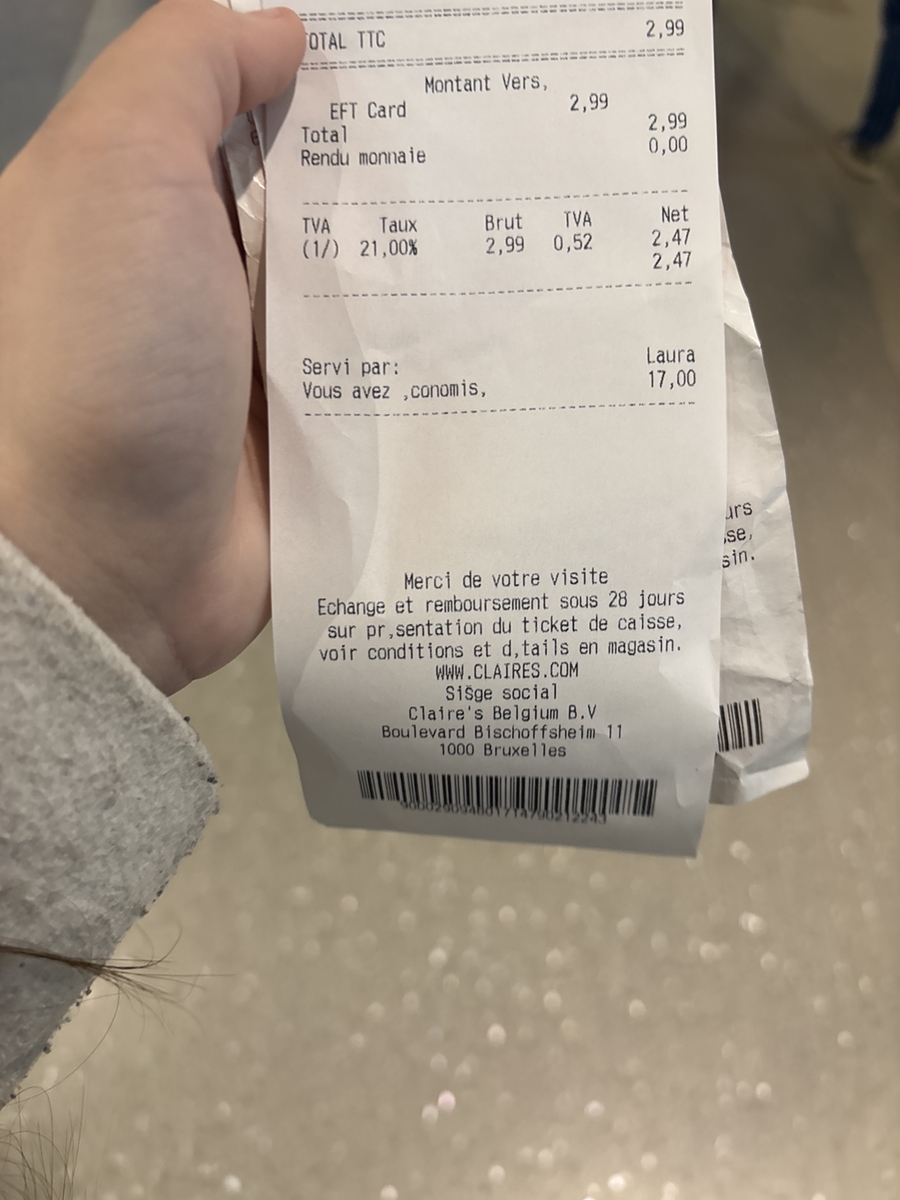 TOTAL TTC 2,99
Montant Vers,
EFT Card 2,99
Total 2,99
Rendu monnaie 0,00
TVA Taux Brut TVA Net
(1/) 21,00% 2,99 0,52 2,47
2,47
Servi par: Laura
Vous avez ,conomis, 17,00
Merci de votre visite
Echange et remboursement sous 28 jours
sur pr,sentation du ticket de caisse,
voir conditions et d,tails en magasin.
WWW.CLAIRES.COM
SiŠge social
Claire's Belgium B.V
Boulevard Bischoffsheim 11
1000 Bruxelles